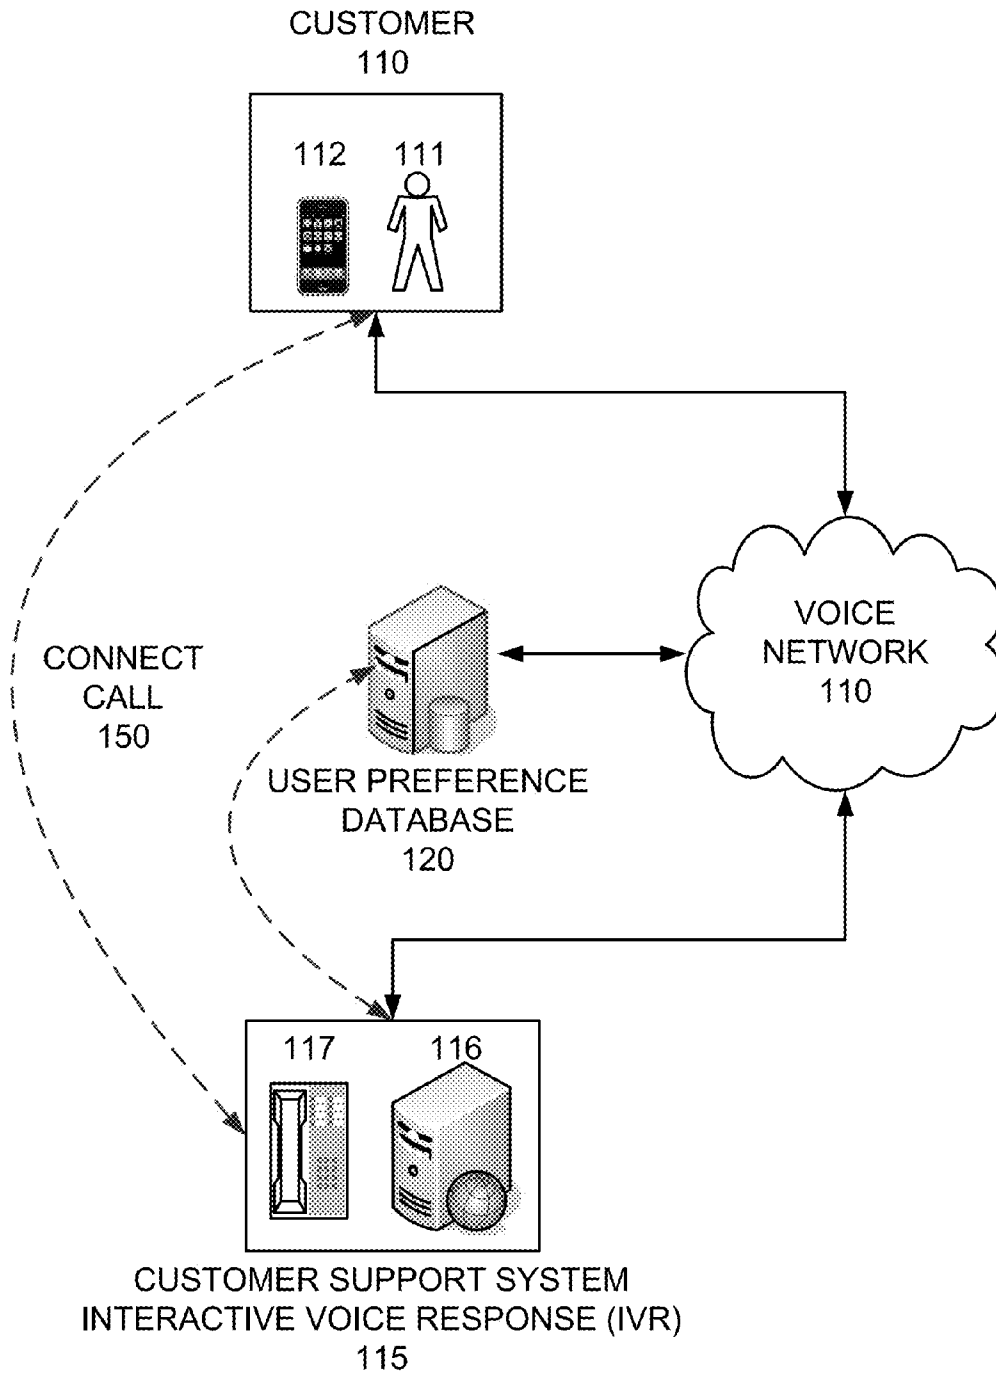 CUSTOMER
110
112
111
VOICE
NETWORK
110
CONNECT
CALL
150
USER PREFERENCE
DATABASE
120
117
116
CUSTOMER SUPPORT SYSTEM
INTERACTIVE VOICE RESPONSE (IVR)
115